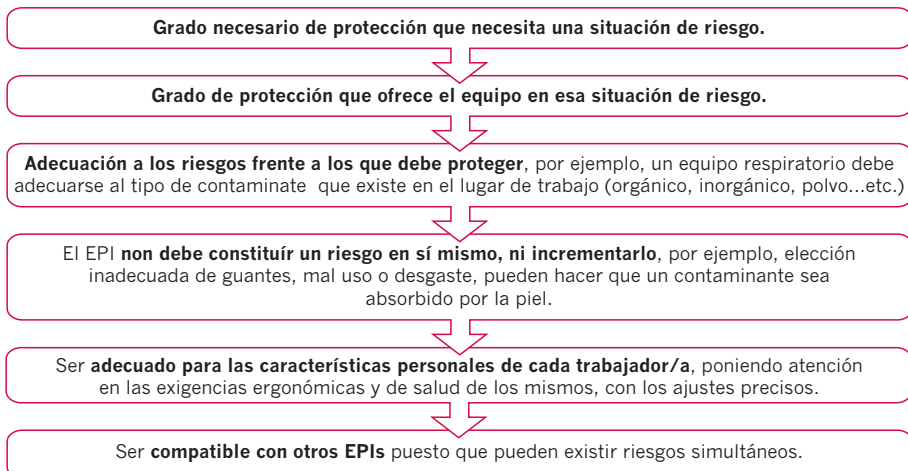 Grado necesario de protección que necesita una situación de riesgo.
Grado de protección que ofrece el equipo en esa situación de riesgo.
Adecuación a los riesgos frente a los que debe proteger, por ejemplo, un equipo respiratorio debe
adecuarse al tipo de contaminate que existe en el lugar de trabajo (orgánico, inorgánico, polvo...etc.)
El EPI non debe constituír un riesgo en sí mismo, ni incrementarlo, por ejemplo, elección
inadecuada de guantes, mal uso o desgaste, pueden hacer que un contaminante sea
absorbido por la piel.
Ser adecuado para las características personales de cada trabajador/a, poniendo atención
en las exigencias ergonómicas y de salud de los mismos, con los ajustes precisos.
Ser compatible con otros EPIs puesto que pueden existir riesgos simultáneos.